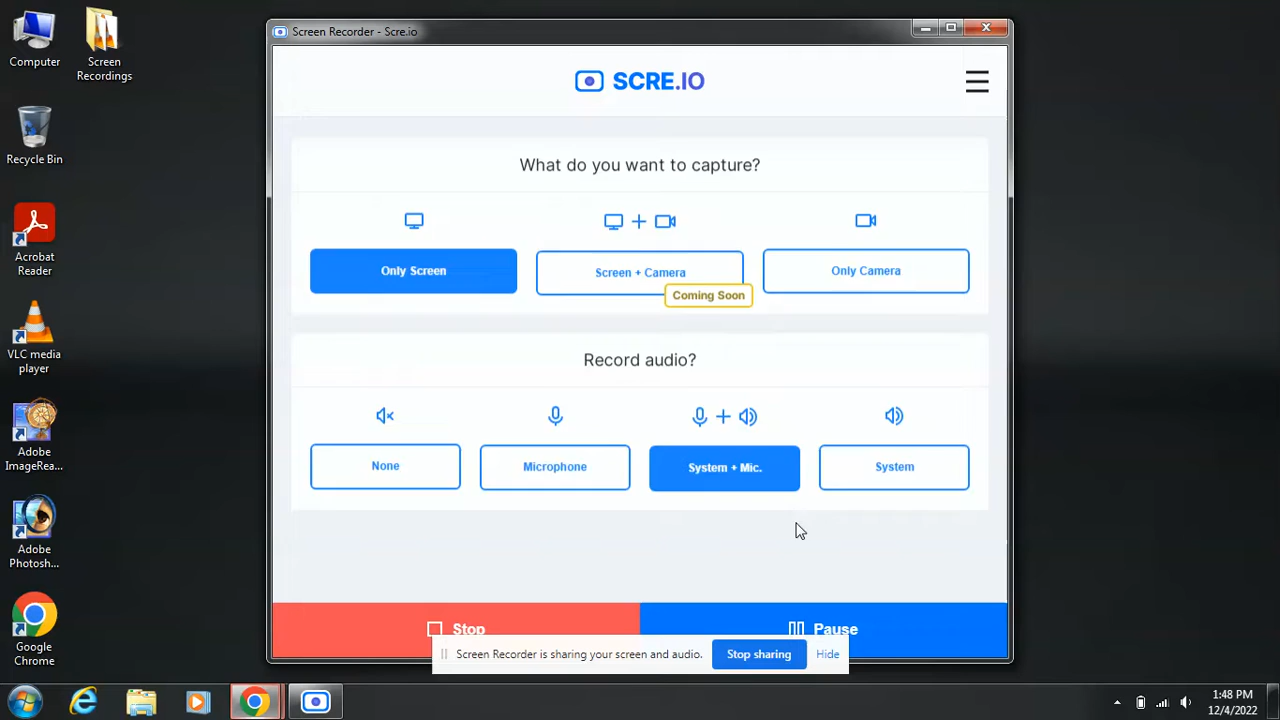 Screen Recorder - Scre.io
Computer
Screen
Recordings
SCRE.IO
Recycle Bin
What do you want to capture?
Only Screen
Screen + Camera
Only Camera
Coming Soon
Acrobat
Reader
VLC media
player
Record audio?
None
Microphone
System + Mic.
System
Adobe
ImageRea...
Adobe
Photosh...
Google
Chrome
Stop
Pause
Screen Recorder is sharing your screen and audio.
Stop sharing
Hide
1:48 PM
12/4/2022